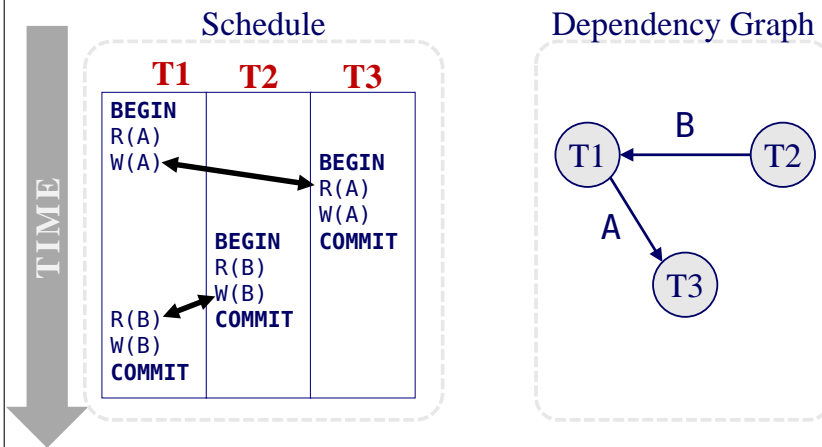 Schedule
Dependency Graph
TIME
T1 T2 T3
BEGIN
R(A)
W(A)
BEGIN
R(A)
W(A)
COMMIT
BEGIN
R(B)
W(B)
COMMIT
R(B)
W(B)
COMMIT
B
T1
T2
A
T3